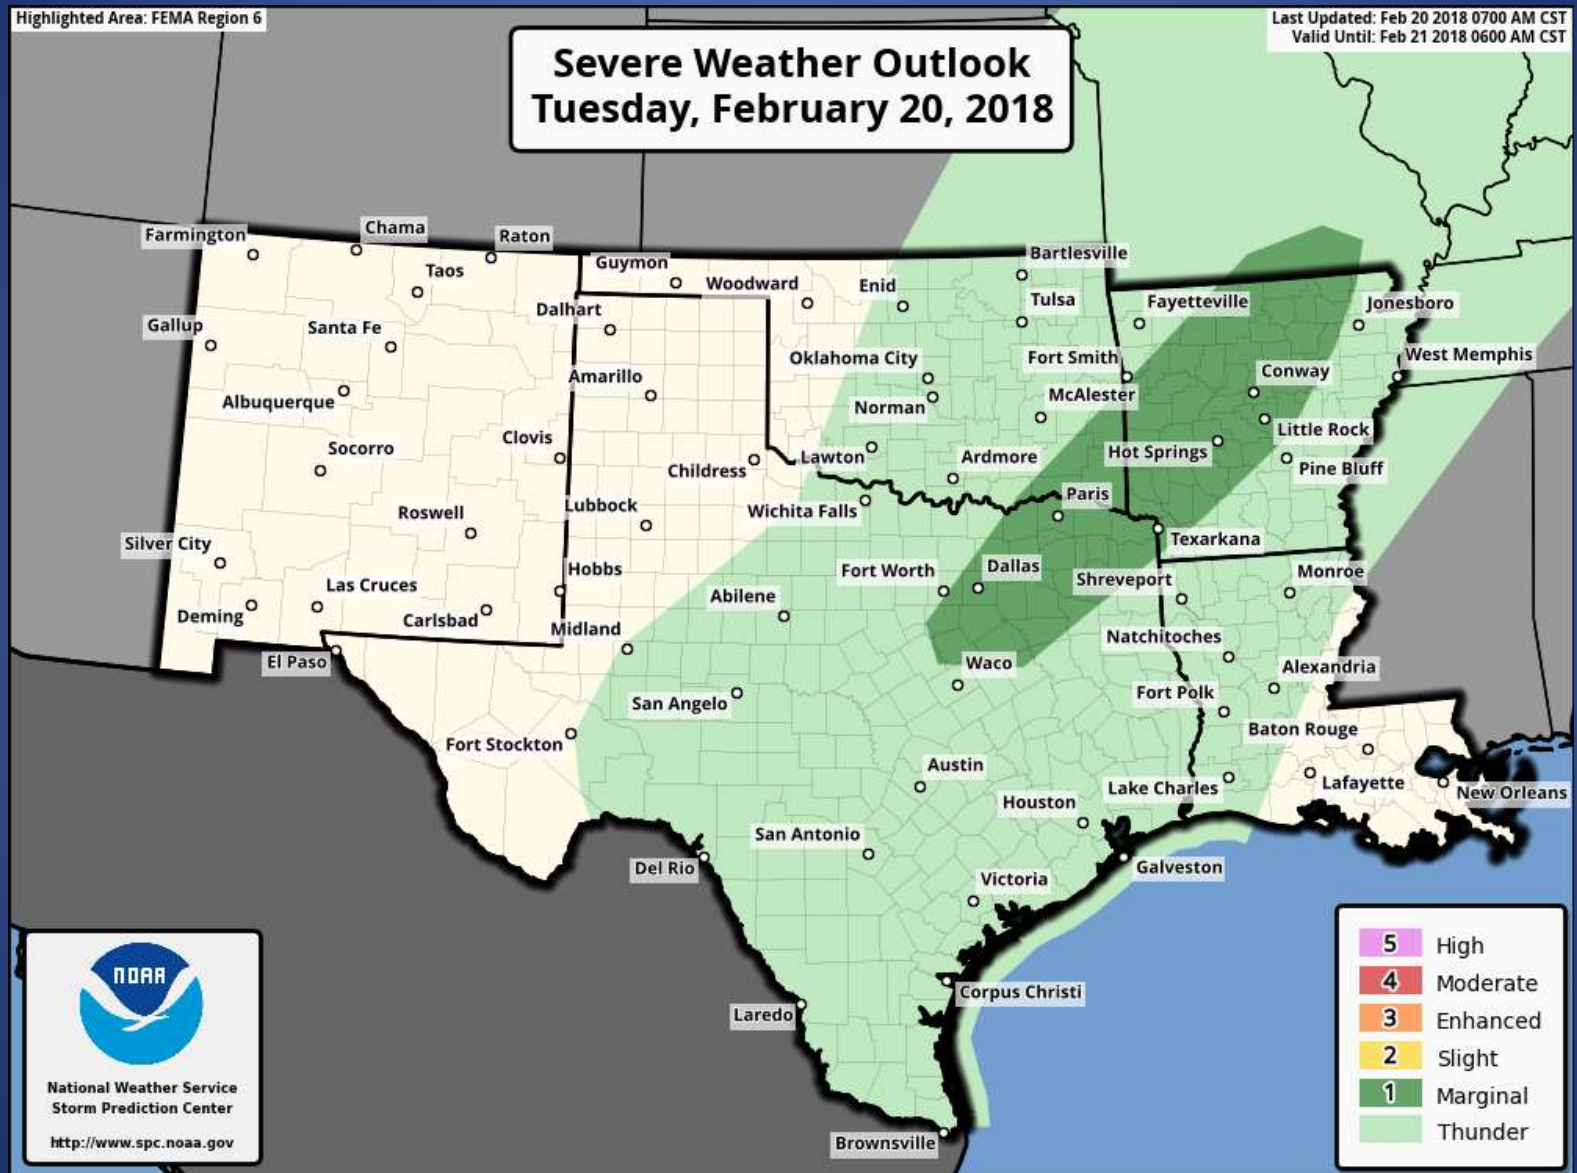 Highlighted Area: FEMA Region 6
Severe Weather Outlook
Tuesday, February 20, 2018
Last Updated: Feb 20 2018 0700 AM CST
Valid Until: Feb 21 2018 0600 AM CST
Farmington
Chama
Raton
Taos
Guymon
Woodward
Enid
Bartlesville
Tulsa
Fayetteville
Jonesboro
Gallup
Santa Fe
Dalhart
Oklahoma City
Fort Smith
West Memphis
Albuquerque
Amarillo
Norman
McAlester
Conway
Socorro
Clovis
Childress
Lawton
Ardmore
Hot Springs
Little Rock
Pine Bluff
Roswell
Lubbock
Wichita Falls
Paris
Texarkana
Silver City
Las Cruces
Hobbs
Fort Worth
Dallas
Shreveport
Monroe
Deming
Carlsbad
Midland
Abilene
Natchitoches
El Paso
San Angelo
Waco
Alexandria
Fort Polk
Fort Stockton
Baton Rouge
Austin
Houston
Lake Charles
Lafayette
New Orleans
San Antonio
Del Rio
Galveston
Victoria
Laredo
Corpus Christi
Brownsville
NOAA
National Weather Service
Storm Prediction Center
http://www.spc.noaa.gov
5 High
4 Moderate
3 Enhanced
2 Slight
1 Marginal
Thunder